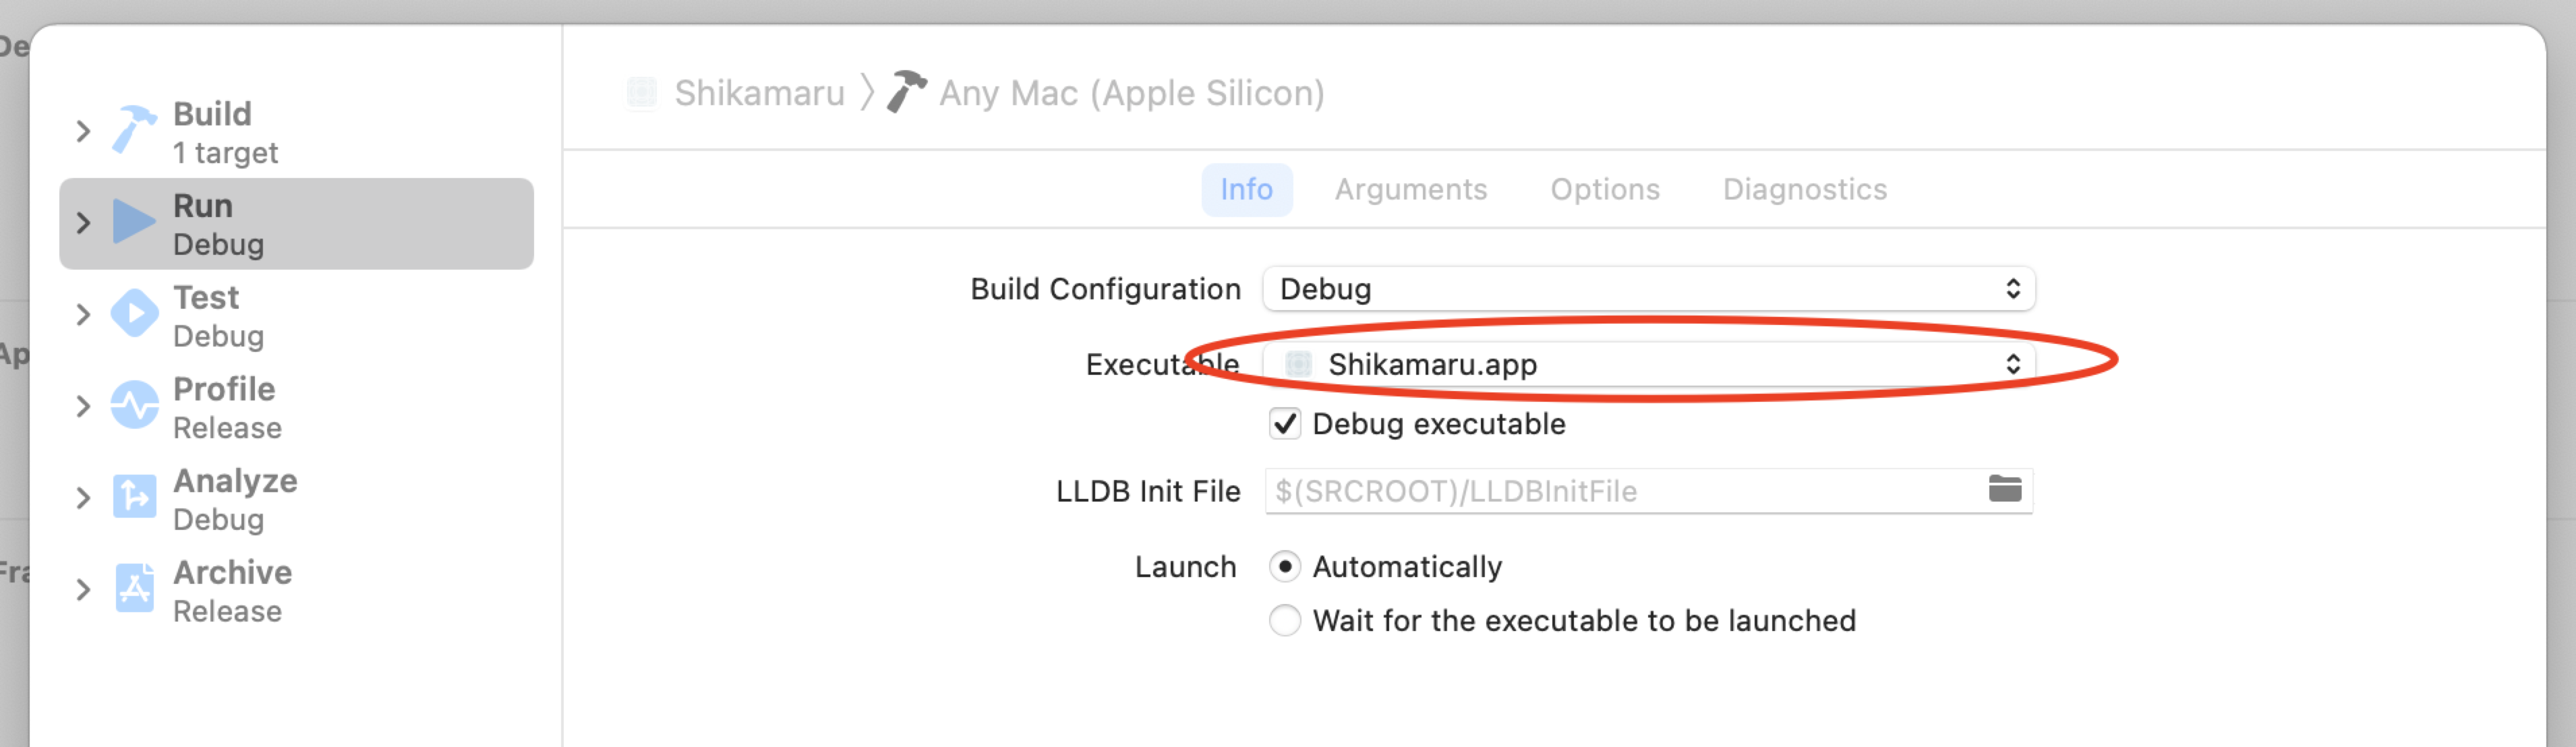 De
Ap
Fra
Build
1 target
Run
Debug
Test
Debug
Profile
Release
Analyze
Debug
Archive
Release
Shikamaru 〉 Any Mac (Apple Silicon)
Info Arguments Options Diagnostics
Build Configuration Debug
Executable Shikamaru.app
Debug executable
LLDB Init File $(SRCROOT)/LLDBInitFile
Launch Automatically
Wait for the executable to be launched